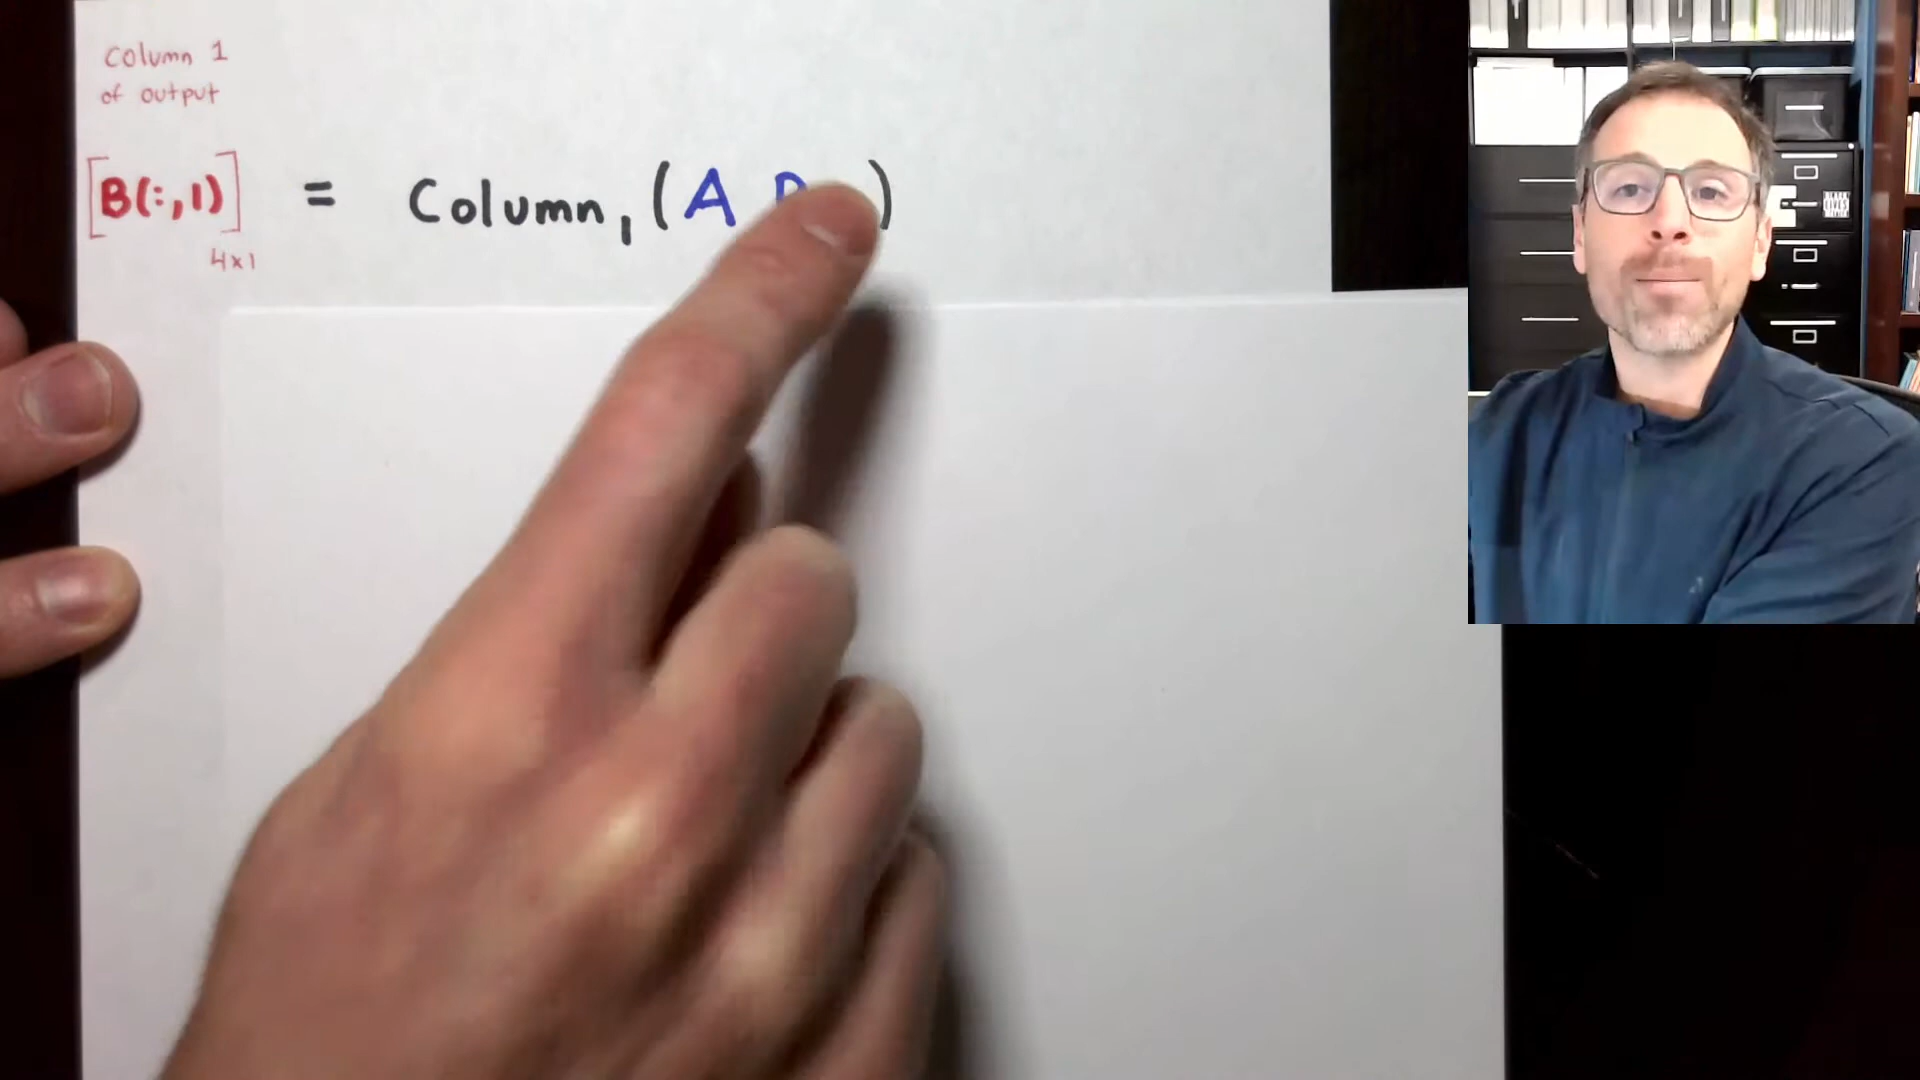 Column 1
of output
[B(:,1)] = Column₁ (A )
4x1